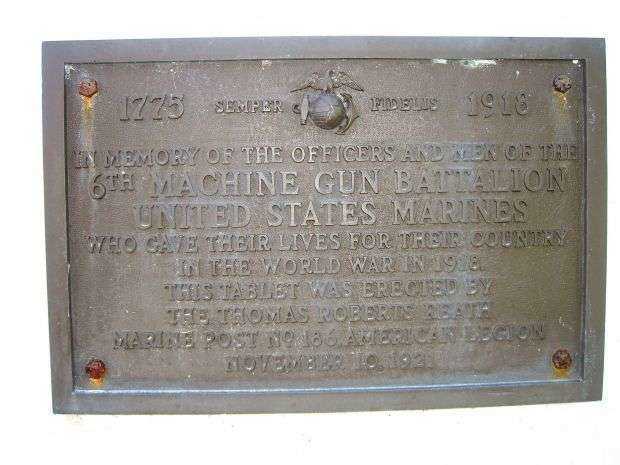 1775 SEMPER FIDELIS 1918
IN MEMORY OF THE OFFICERS AND MEN OF THE
6TH MACHINE GUN BATTALION
UNITED STATES MARINES
WHO GAVE THEIR LIVES FOR THEIR COUNTRY
IN THE WORLD WAR IN 1918.
THIS TABLET WAS ERECTED BY
THE THOMAS ROBERTS REATH
MARINE POST NO. 186. AMERICAN LEGION
NOVEMBER 10, 1921